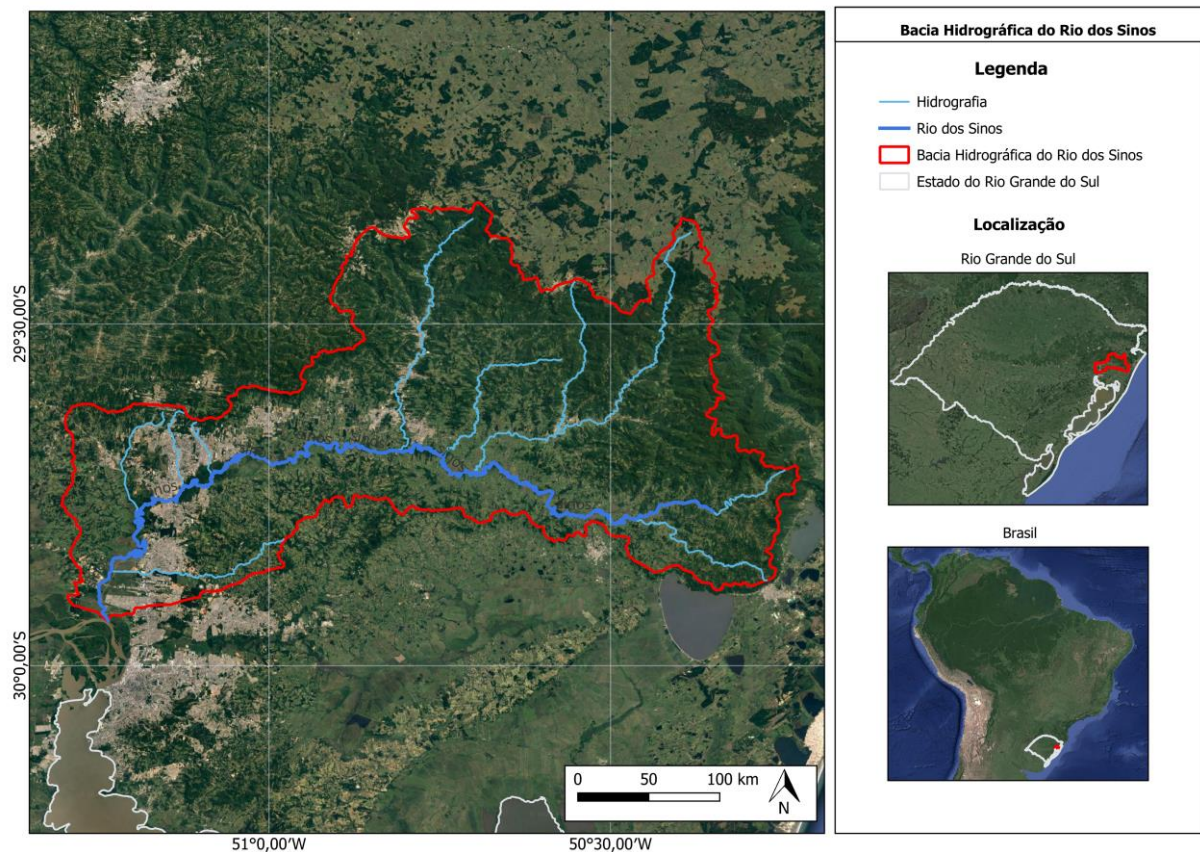 Bacia Hidrográfica do Rio dos Sinos
Legenda
Hidrografia
Rio dos Sinos
Bacia Hidrográfica do Rio dos Sinos
Estado do Rio Grande do Sul
Localização
Rio Grande do Sul
Brasil
29°30,00'S
30°0,00'S
51°0,00'W
50°30,00'W
0 50 100 km
N